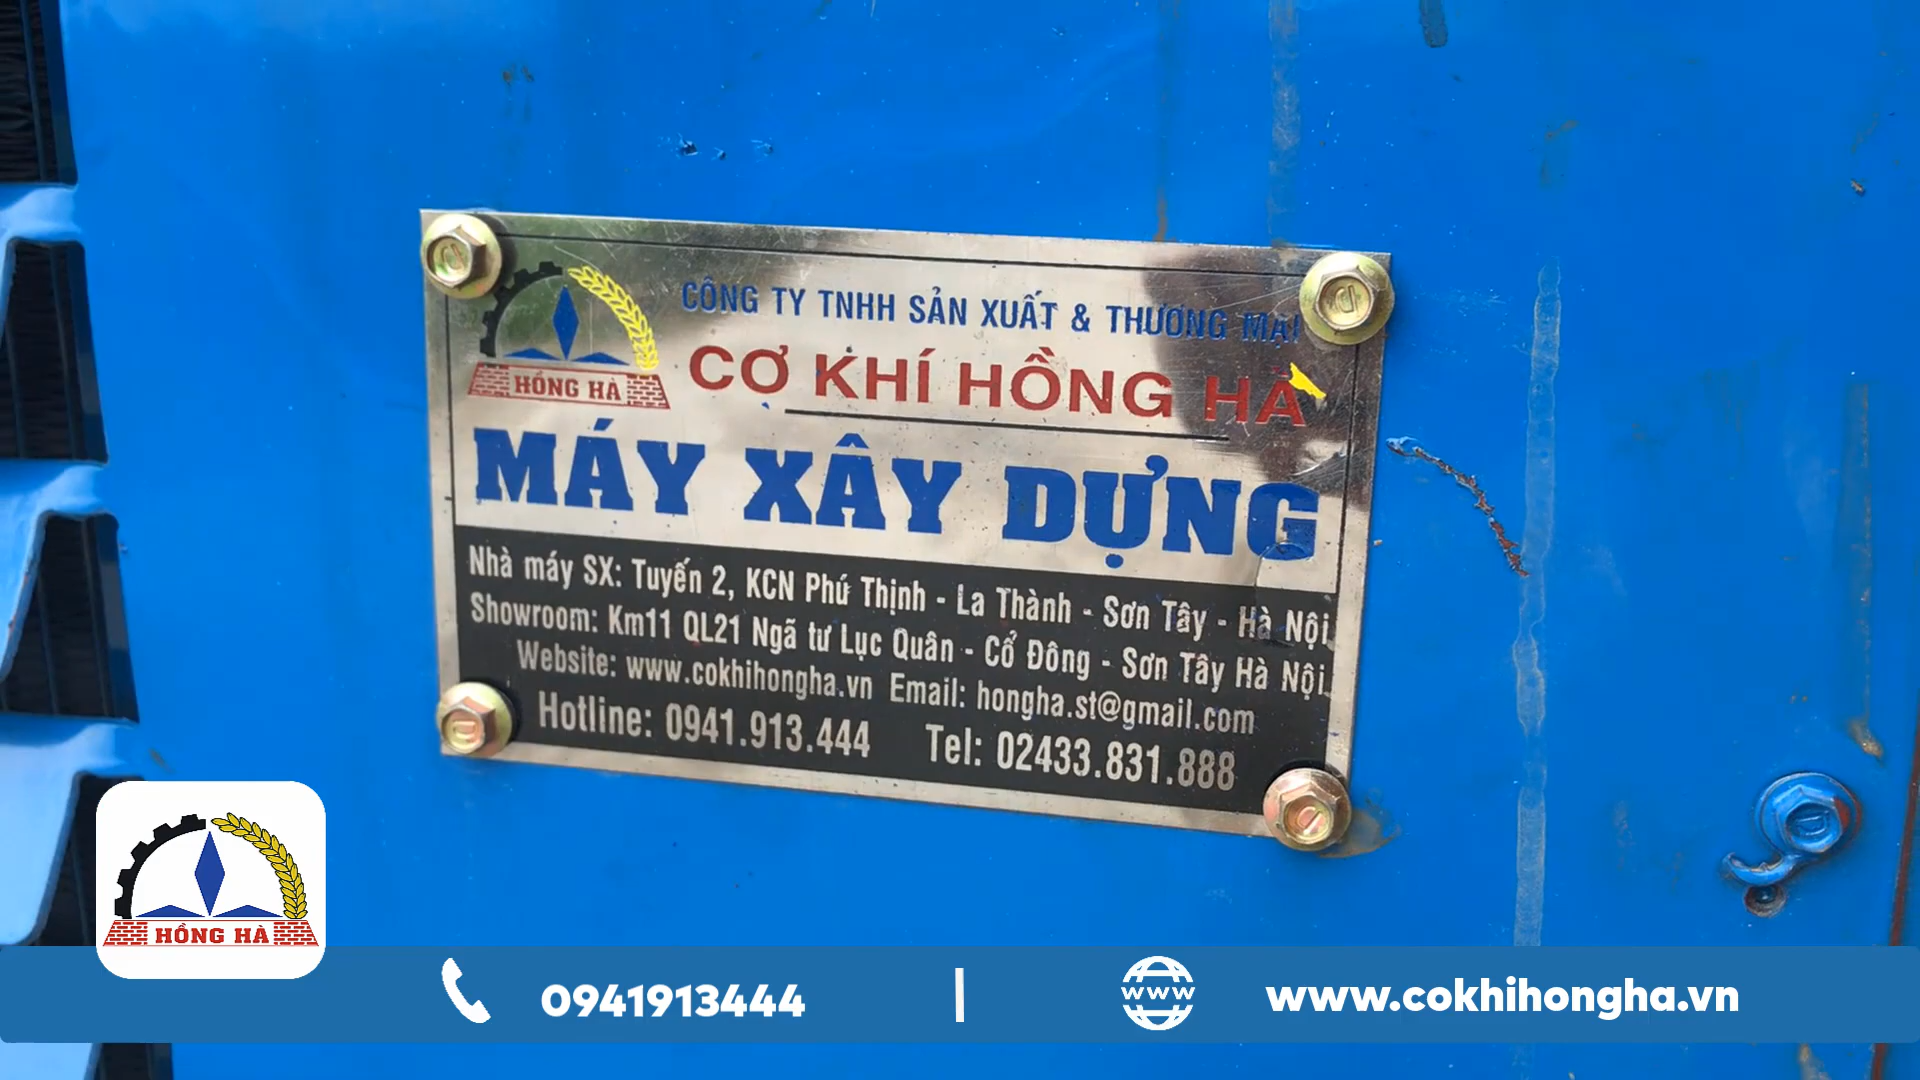 CÔNG TY TNHH SẢN XUẤT & THƯƠNG MẠI
HỒNG HÀ
CƠ KHÍ HỒNG HÀ
MÁY XÂY DỰNG
Nhà máy SX: Tuyến 2, KCN Phú Thịnh - La Thành - Sơn Tây - Hà Nội
Showroom: Km11 QL21 Ngã tư Lục Quân - Cổ Đông - Sơn Tây Hà Nội
Website: www.cokhihongha.vn Email: hongha.st@gmail.com
Hotline: 0941.913.444 Tel: 02433.831.888
HỒNG HÀ
0941913444 | www www.cokhihongha.vn